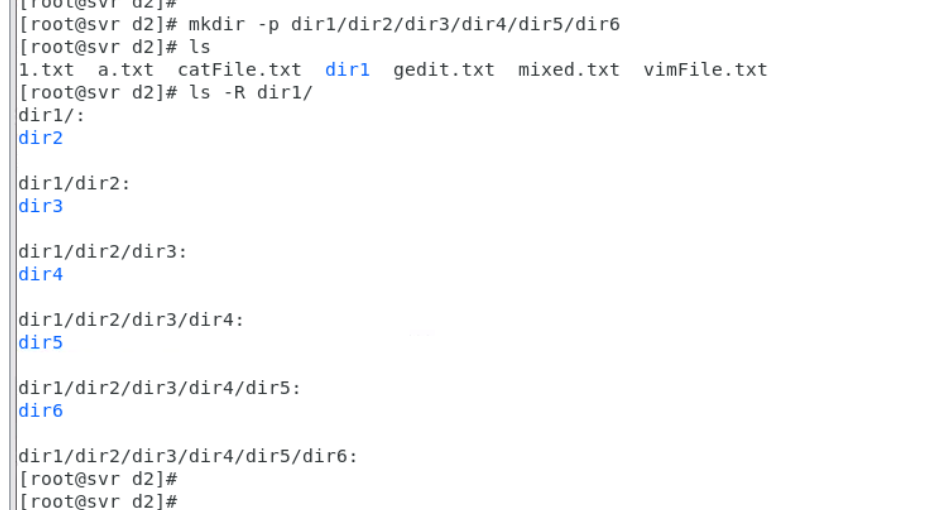 [root@svr d2]#
[root@svr d2]# mkdir -p dir1/dir2/dir3/dir4/dir5/dir6
[root@svr d2]# ls
1.txt  a.txt  catFile.txt  dir1  gedit.txt  mixed.txt  vimFile.txt
[root@svr d2]# ls -R dir1/
dir1/:
dir2

dir1/dir2:
dir3

dir1/dir2/dir3:
dir4

dir1/dir2/dir3/dir4:
dir5

dir1/dir2/dir3/dir4/dir5:
dir6

dir1/dir2/dir3/dir4/dir5/dir6:
[root@svr d2]#
[root@svr d2]#